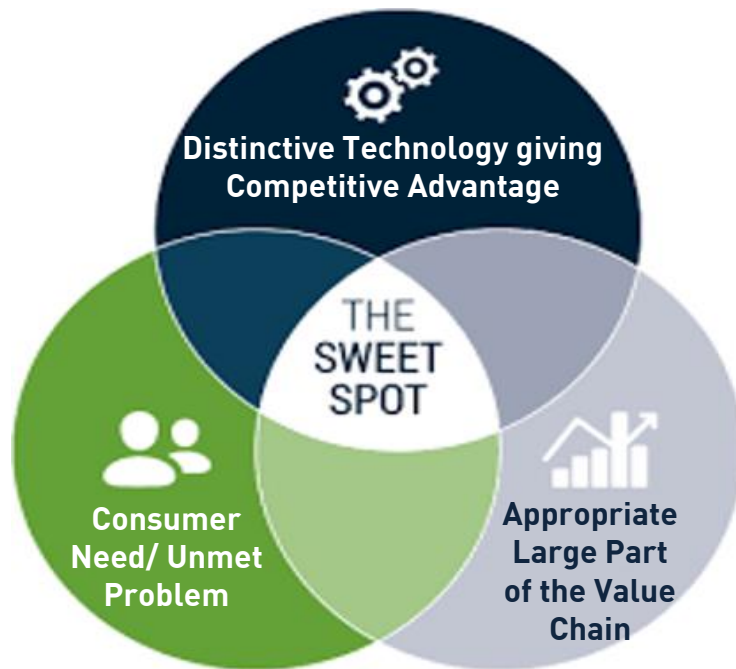 Distinctive Technology giving
Competitive Advantage
THE
SWEET
SPOT
Consumer
Need/ Unmet
Problem
Appropriate
Large Part
of the Value
Chain